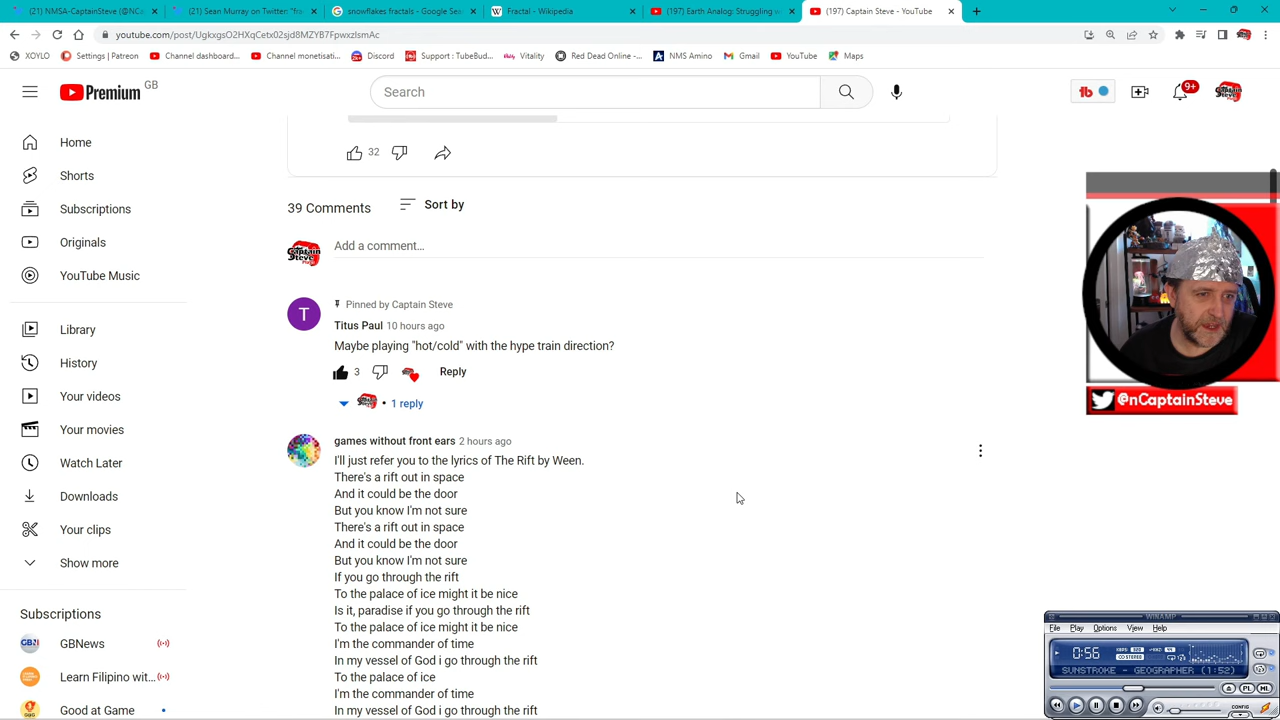 (21) NMSA-CaptainSteve (@NCa
(21) Sean Murray on Twitter: "fro
snowflakes fractals - Google Sea
Fractal - Wikipedia
(197) Earth Analog: Struggling w
(197) Captain Steve - YouTube
youtube.com/post/UgkxgsO2HXqCetx02sjd8MZYB7FpwxzlsmAc
XOYLO
Settings | Patreon
Channel dashboard...
Channel monetisati...
Discord
Support : TubeBud...
Vitality
Red Dead Online -...
NMS Amino
Gmail
YouTube
Maps
Premium GB
Search
9+
Home
Shorts
Subscriptions
Originals
YouTube Music
Library
History
Your videos
Your movies
Watch Later
Downloads
Your clips
Show more
Subscriptions
GBNews
Learn Filipino wit...
Good at Game
32
39 Comments
Sort by
Add a comment...
Pinned by Captain Steve
T
Titus Paul 10 hours ago
Maybe playing "hot/cold" with the hype train direction?
3
Reply
1 reply
games without front ears 2 hours ago
I'll just refer you to the lyrics of The Rift by Ween.
There's a rift out in space
And it could be the door
But you know I'm not sure
There's a rift out in space
And it could be the door
But you know I'm not sure
If you go through the rift
To the palace of ice might it be nice
Is it, paradise if you go through the rift
To the palace of ice might it be nice
I'm the commander of time
In my vessel of God i go through the rift
To the palace of ice
I'm the commander of time
In my vessel of God i go through the rift
@nCaptainSteve
WINAMP
File Play Options View Help
0:56
STEREO
SUNSTROKE - GEOGRAPHER (1:52)
PL
ML
CONFIG